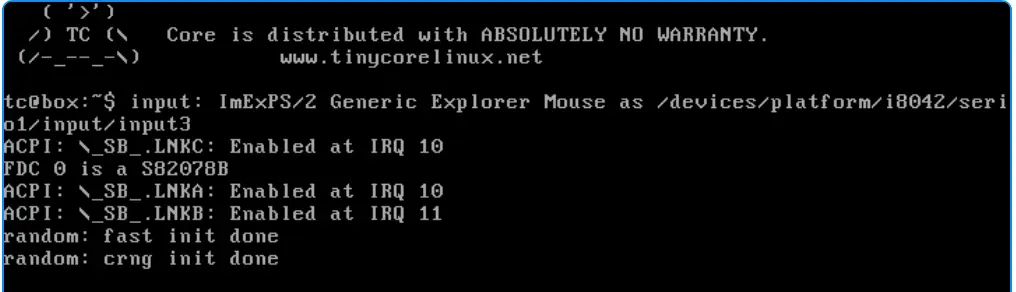 ( '>')
/) TC (\   Core is distributed with ABSOLUTELY NO WARRANTY.
(/-_--_-\)           www.tinycorelinux.net
tc@box:~$ input: ImExPS/2 Generic Explorer Mouse as /devices/platform/i8042/seri
o1/input/input3
ACPI: \_SB_.LNKC: Enabled at IRQ 10
FDC 0 is a S82078B
ACPI: \_SB_.LNKA: Enabled at IRQ 10
ACPI: \_SB_.LNKB: Enabled at IRQ 11
random: fast init done
random: crng init done